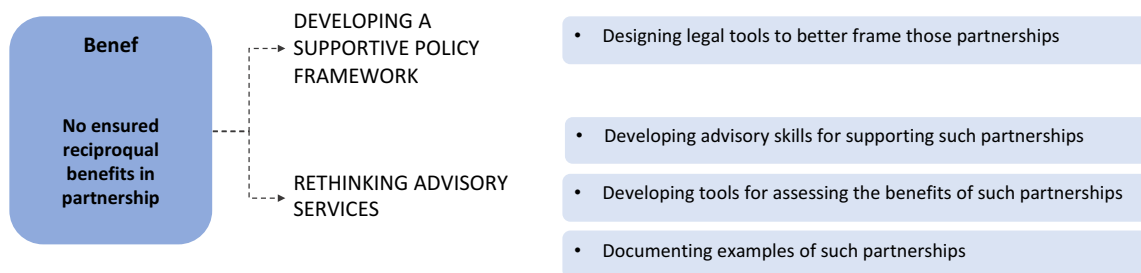 Benef
No ensured
reciproqual
benefits in
partnership
DEVELOPING A
SUPPORTIVE POLICY
FRAMEWORK
• Designing legal tools to better frame those partnerships
RETHINKING ADVISORY
SERVICES
• Developing advisory skills for supporting such partnerships
• Developing tools for assessing the benefits of such partnerships
• Documenting examples of such partnerships